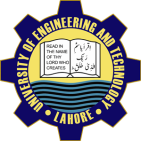 UNIVERSITY OF ENGINEERING AND TECHNOLOGY
• LAHORE •
READ IN
THE NAME
OF THY
LORD WHO
CREATES